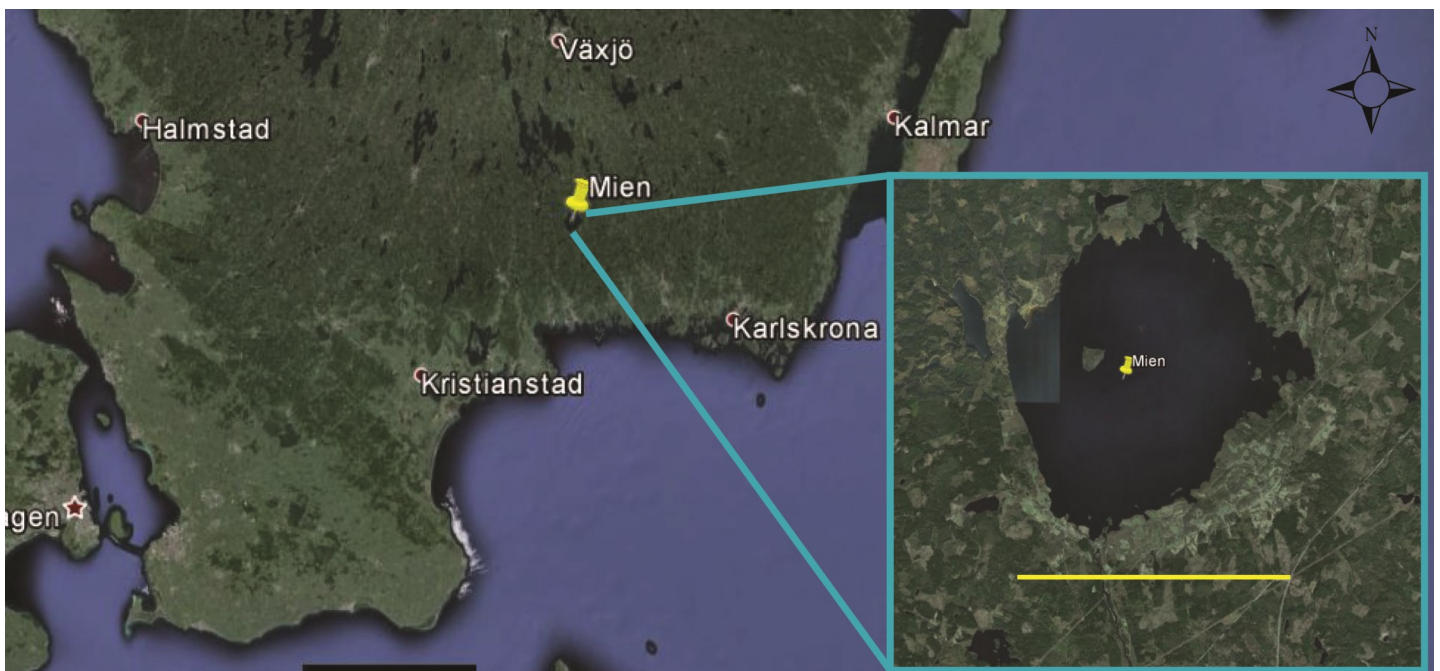 N
Växjö
Halmstad
Kalmar
Mien
Karlskrona
Mien
Kristianstad
agen